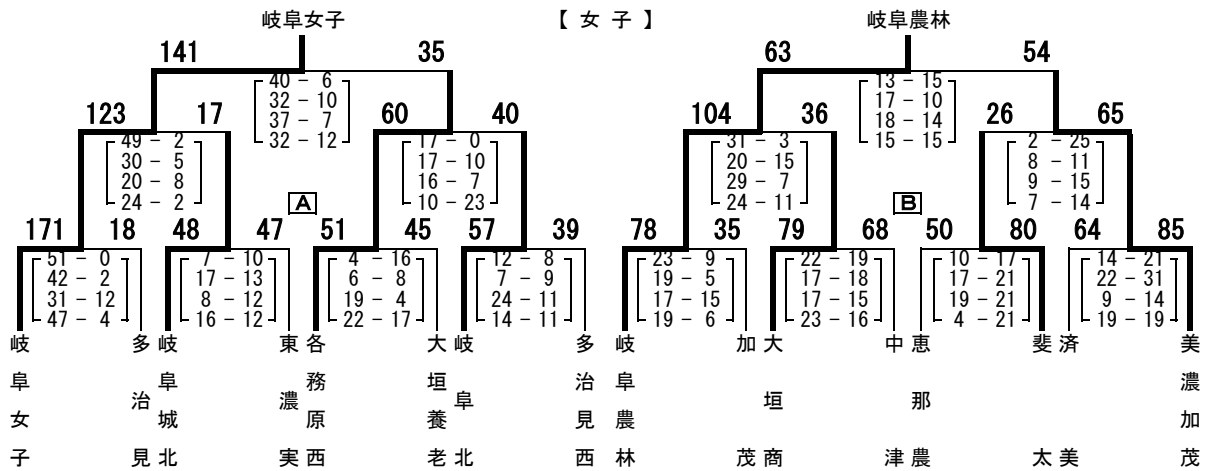 岐阜女子 【 女 子 】 岐阜農林
141 35 63 54
40 - 6 13 - 15
32 - 10 17 - 10
37 - 7 18 - 14
32 - 12 15 - 15
123 17 60 40 104 36 26 65
49 - 2 17 - 0 31 - 3 2 - 25
30 - 5 17 - 10 20 - 15 8 - 11
20 - 8 16 - 7 29 - 7 9 - 15
24 - 2 10 - 23 24 - 11 7 - 14
A B
171 18 48 47 51 45 57 39 78 35 79 68 50 80 64 85
51 - 0 7 - 10 4 - 16 12 - 8 23 - 9 22 - 19 10 - 17 14 - 21
42 - 2 17 - 13 6 - 8 7 - 9 19 - 5 17 - 18 17 - 21 22 - 31
31 - 12 8 - 12 19 - 4 24 - 11 17 - 15 17 - 15 19 - 21 9 - 14
47 - 4 16 - 12 22 - 17 14 - 11 19 - 6 23 - 16 4 - 21 19 - 19
岐阜女子
多治見
岐阜城北
東濃実
各務原西
大垣養老
岐阜北
多治見西
岐阜農林
加茂
大垣商
中津
恵那農
斐太
済美
美濃加茂